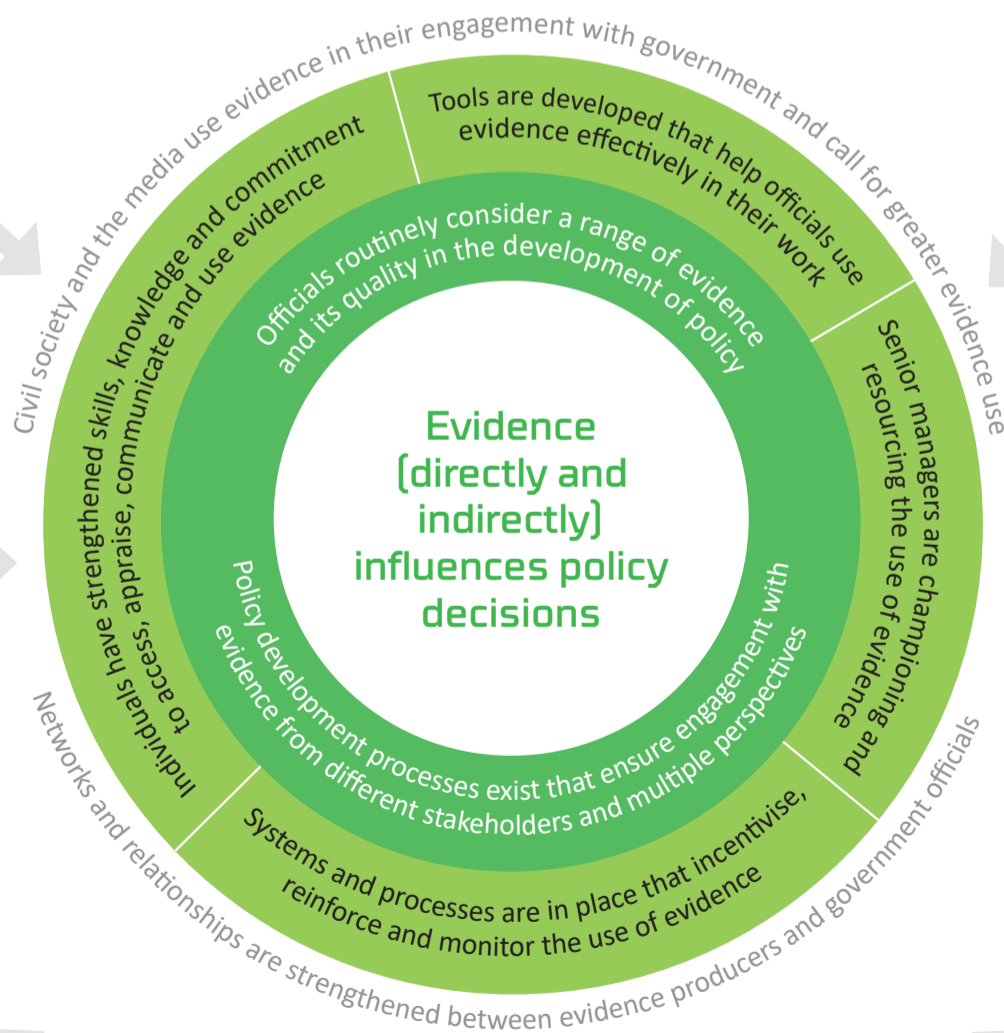 Civil society and the media use evidence in their engagement with government and call for greater evidence use
Tools are developed that help officials use
evidence effectively in their work
Senior managers are championing and
resourcing the use of evidence
Systems and processes are in place that incentivise,
reinforce and monitor the use of evidence
Individuals have strengthened skills, knowledge and commitment
to access, appraise, communicate and use evidence
Officials routinely consider a range of evidence
and its quality in the development of policy
Evidence
(directly and
indirectly)
influences policy
decisions
Policy development processes exist that ensure engagement with
evidence from different stakeholders and multiple perspectives
Networks and relationships are strengthened between evidence producers and government officials